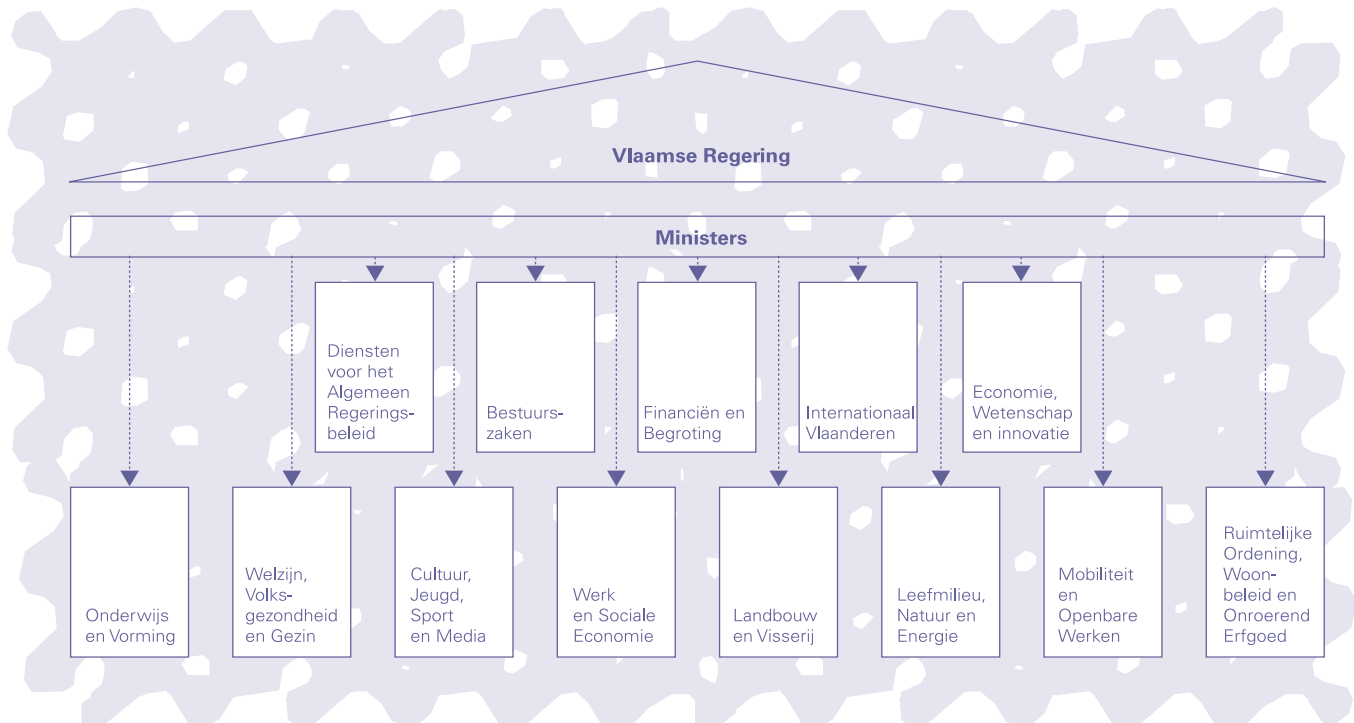 Vlaamse Regering
Ministers
Diensten
voor het
Algemeen
Regerings-
beleid
Bestuurs-
zaken
Financiën en
Begroting
Internationaal
Vlaanderen
Economie,
Wetenschap
en innovatie
Onderwijs
en Vorming
Welzijn,
Volks-
gezondheid
en Gezin
Cultuur,
Jeugd,
Sport
en Media
Werk
en Sociale
Economie
Landbouw
en Visserij
Leefmilieu,
Natuur en
Energie
Mobiliteit
en
Openbare
Werken
Ruimtelijke
Ordening,
Woon-
beleid en
Onroerend
Erfgoed